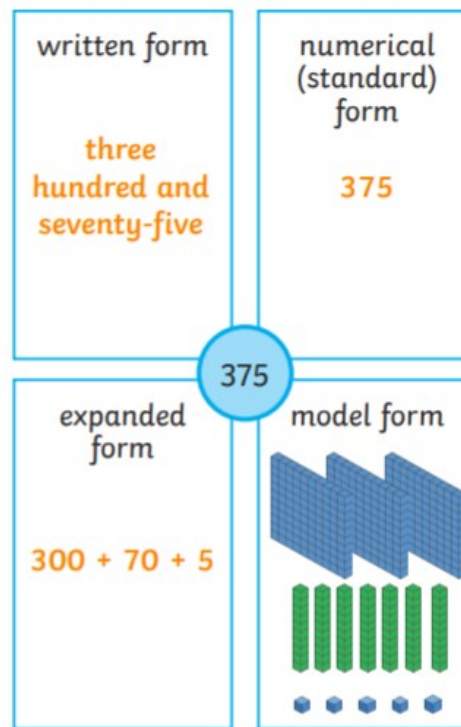 written form
three
hundred and
seventy-five
numerical
(standard)
form
375
375
expanded
form
300 + 70 + 5
model form